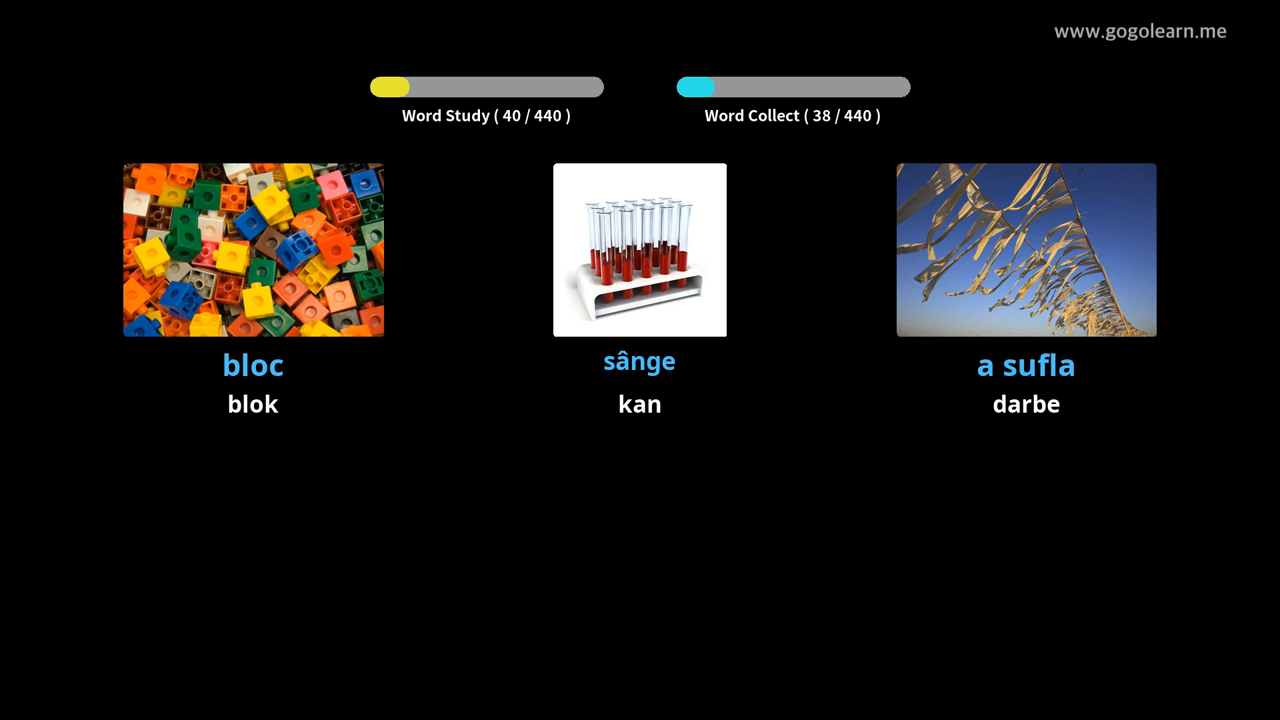 www.gogolearn.me
Word Study ( 40 / 440 )
Word Collect ( 38 / 440 )
bloc
blok
sânge
kan
a sufla
darbe